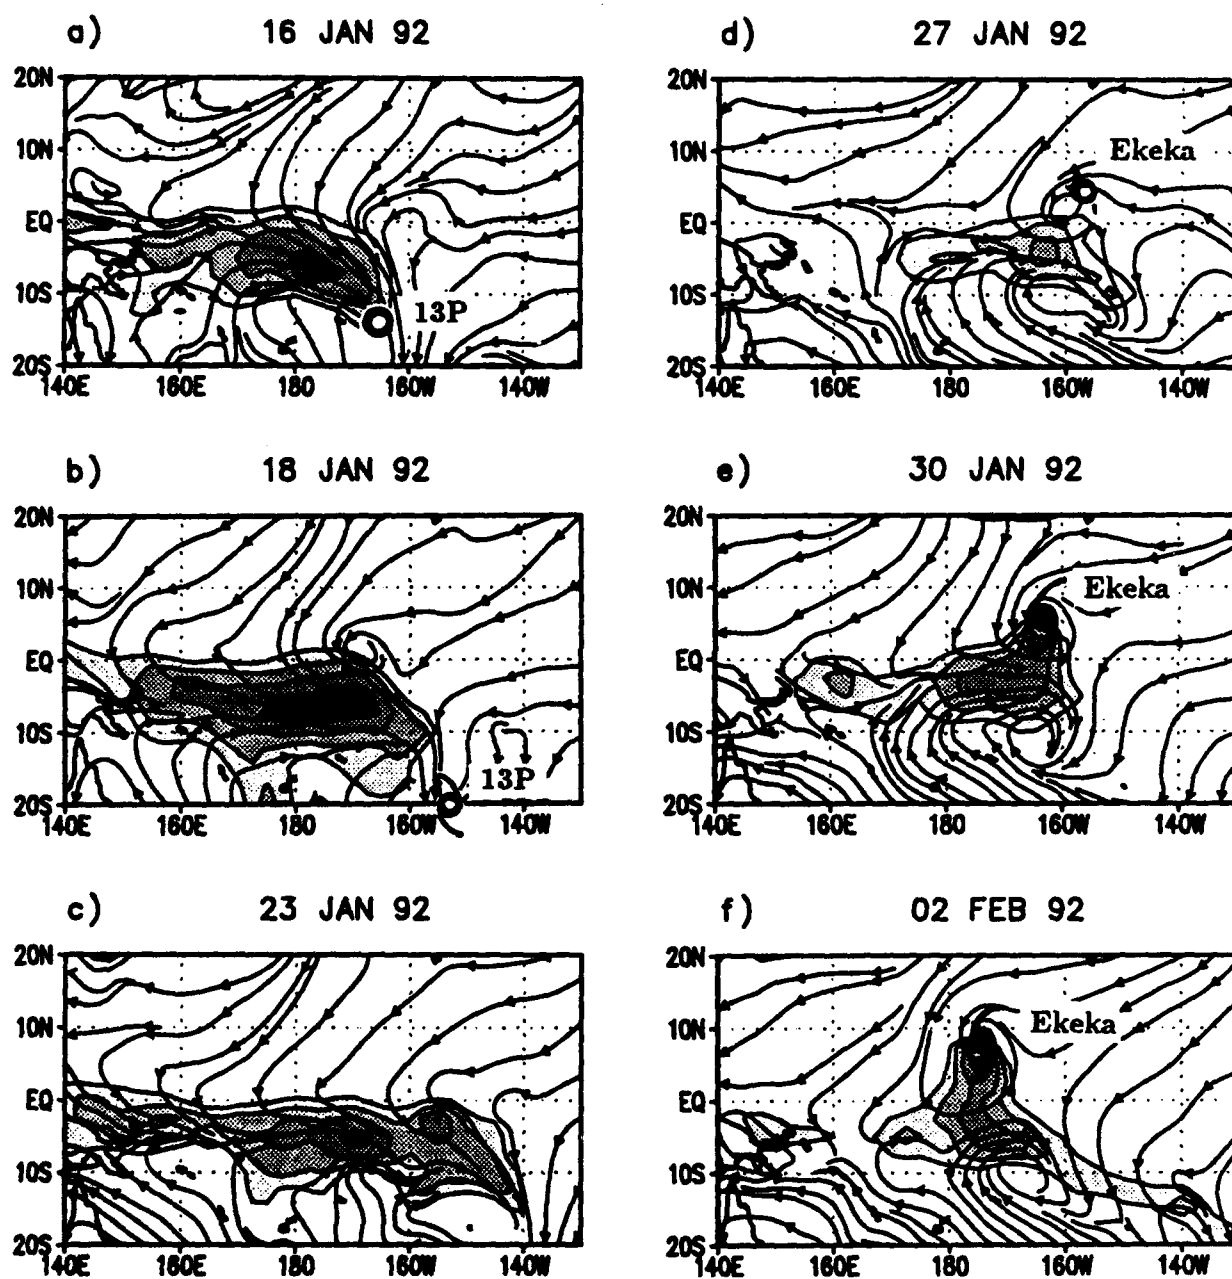 a) 16 JAN 92
20N
10N
EQ
10S
20S
13P
140E 160E 180 160W 140W
d) 27 JAN 92
20N
10N
EQ
10S
20S
Ekeka
140E 160E 180 160W 140W
b) 18 JAN 92
20N
10N
EQ
10S
20S
13P
140E 160E 180 160W 140W
e) 30 JAN 92
20N
10N
EQ
10S
20S
Ekeka
140E 160E 180 160W 140W
c) 23 JAN 92
20N
10N
EQ
10S
20S
140E 160E 180 160W 140W
f) 02 FEB 92
20N
10N
EQ
10S
20S
Ekeka
140E 160E 180 160W 140W